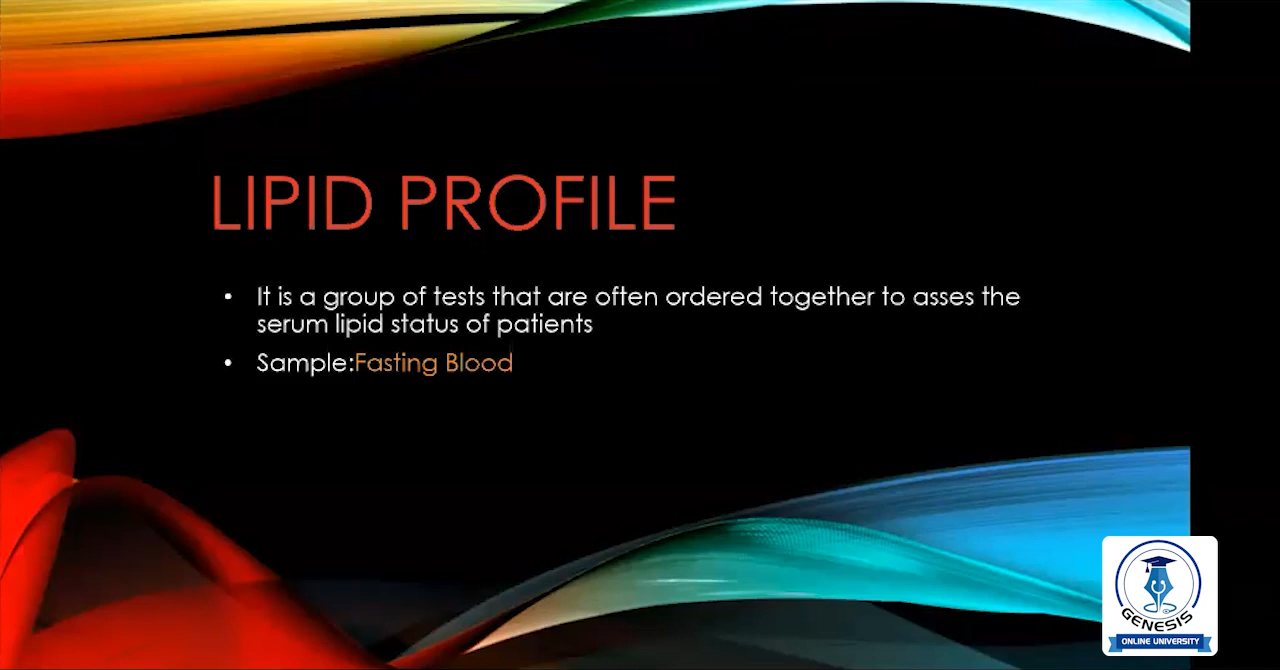 LIPID PROFILE
• It is a group of tests that are often ordered together to asses the
serum lipid status of patients
• Sample:Fasting Blood
GENESIS
ONLINE UNIVERSITY